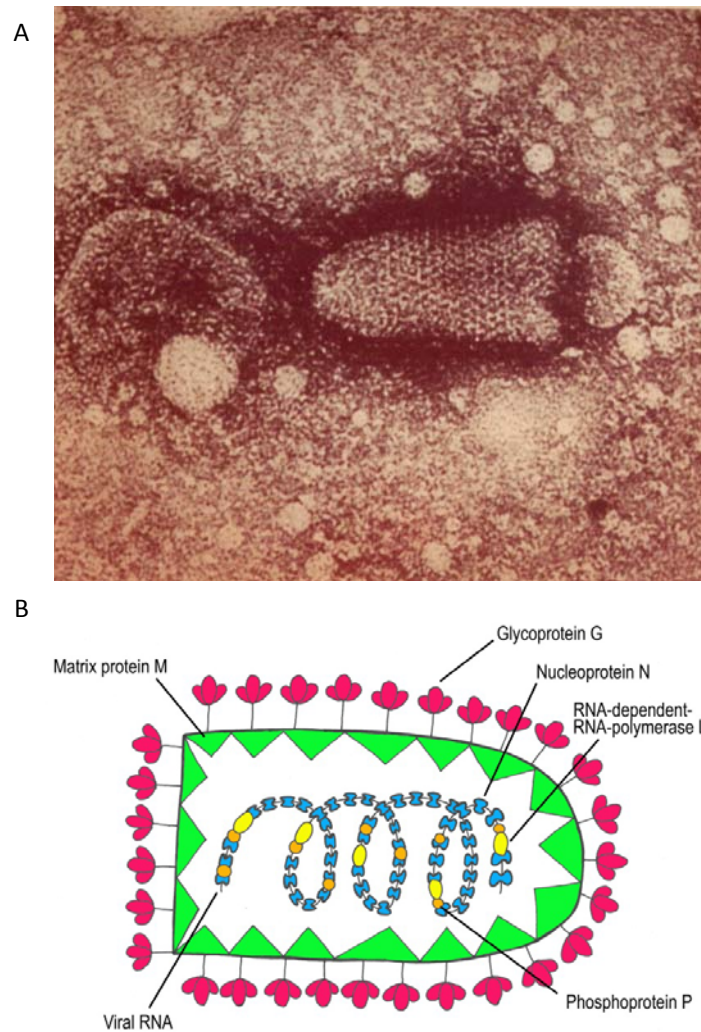 A
B
Glycoprotein G
Matrix protein M
Nucleoprotein N
RNA-dependent-
RNA-polymerase
Viral RNA
Phosphoprotein P